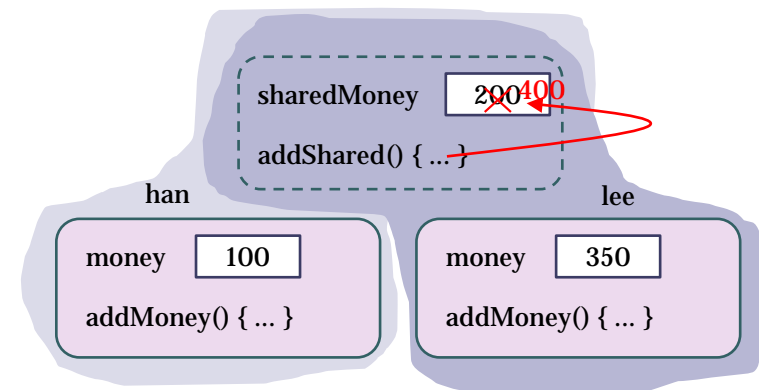 sharedMoney 200 400
addShared() { ... }
han
lee
money 100
money 350
addMoney() { ... }
addMoney() { ... }